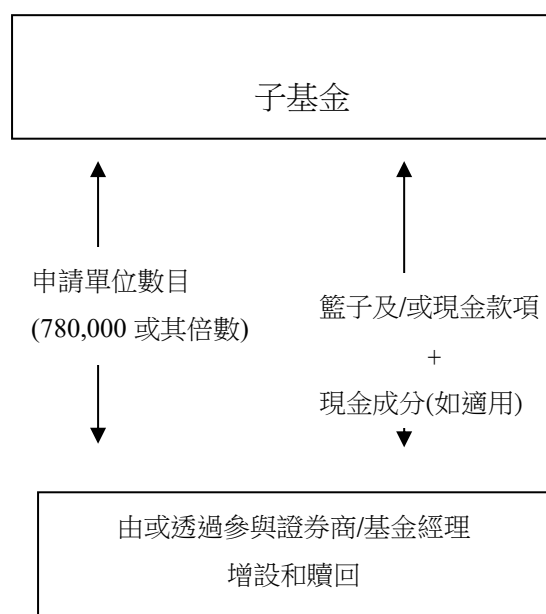 子基金
申請單位數目
(780,000 或其倍數)
籃子及/或現金款項
+
現金成分(如適用)
由或透過參與證券商/基金經理
增設和贖回